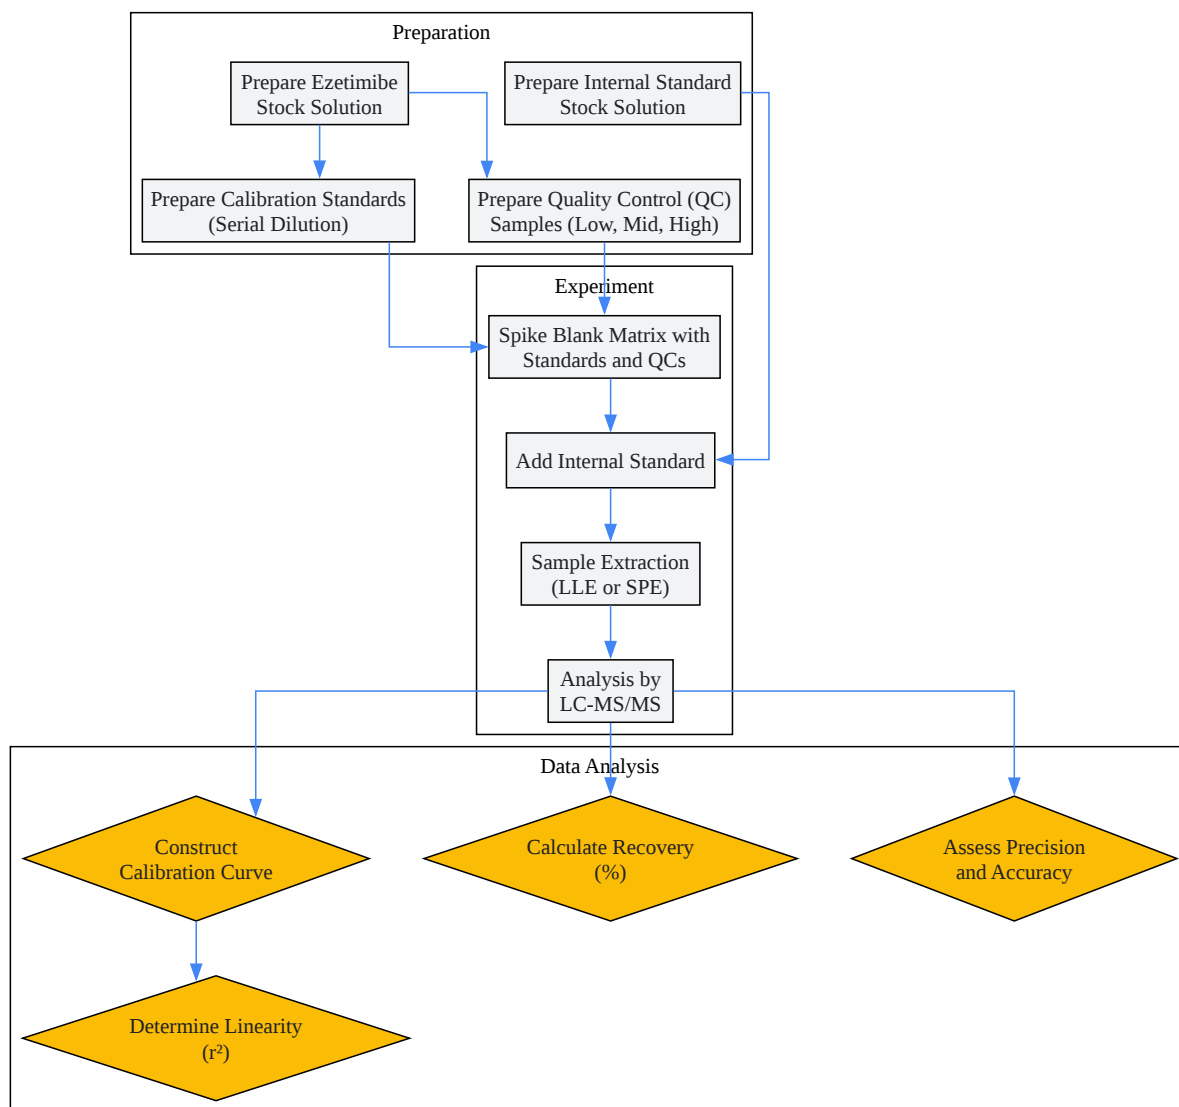 Preparation
Prepare Ezetimibe
Stock Solution
Prepare Internal Standard
Stock Solution
Prepare Calibration Standards
(Serial Dilution)
Prepare Quality Control (QC)
Samples (Low, Mid, High)
Experiment
Spike Blank Matrix with
Standards and QCs
Add Internal Standard
Sample Extraction
(LLE or SPE)
Analysis by
LC-MS/MS
Data Analysis
Construct
Calibration Curve
Calculate Recovery
(%)
Assess Precision
and Accuracy
Determine Linearity
(r²)